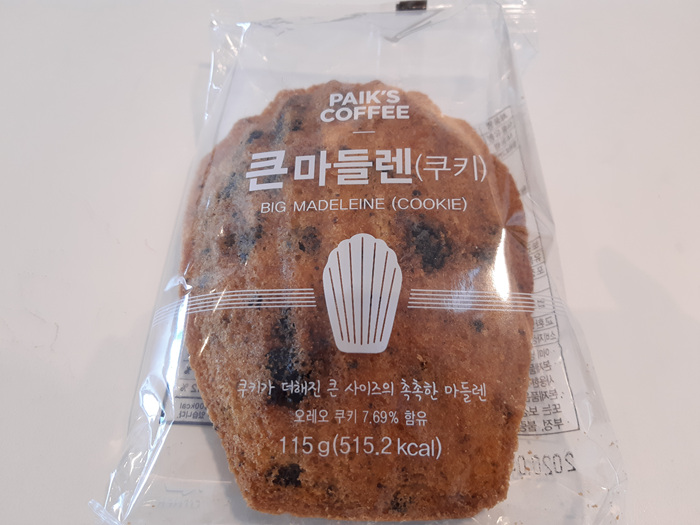 PAIK'S
COFFEE
큰마들렌(쿠키)
BIG MADELEINE (COOKIE)
쿠키가 더해진 큰 사이즈의 촉촉한 마들렌
오레오 쿠키 7.69% 함유
115g(515.2 kcal)